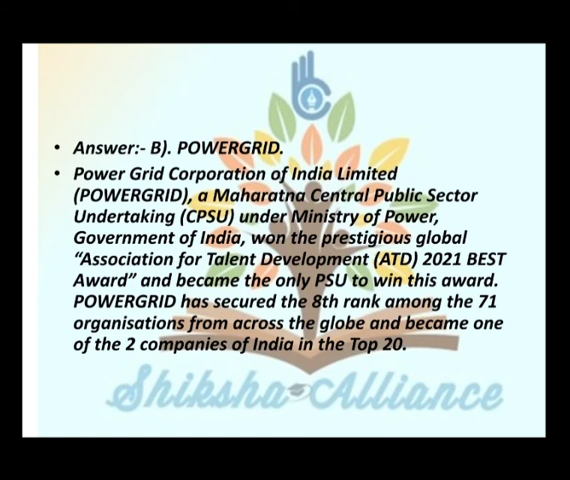 • Answer:- B). POWERGRID.
• Power Grid Corporation of India Limited
(POWERGRID), a Maharatna Central Public Sector
Undertaking (CPSU) under Ministry of Power,
Government of India, won the prestigious global
“Association for Talent Development (ATD) 2021 BEST
Award” and became the only PSU to win this award.
POWERGRID has secured the 8th rank among the 71
organisations from across the globe and became one
of the 2 companies of India in the Top 20.
Shiksha Alliance